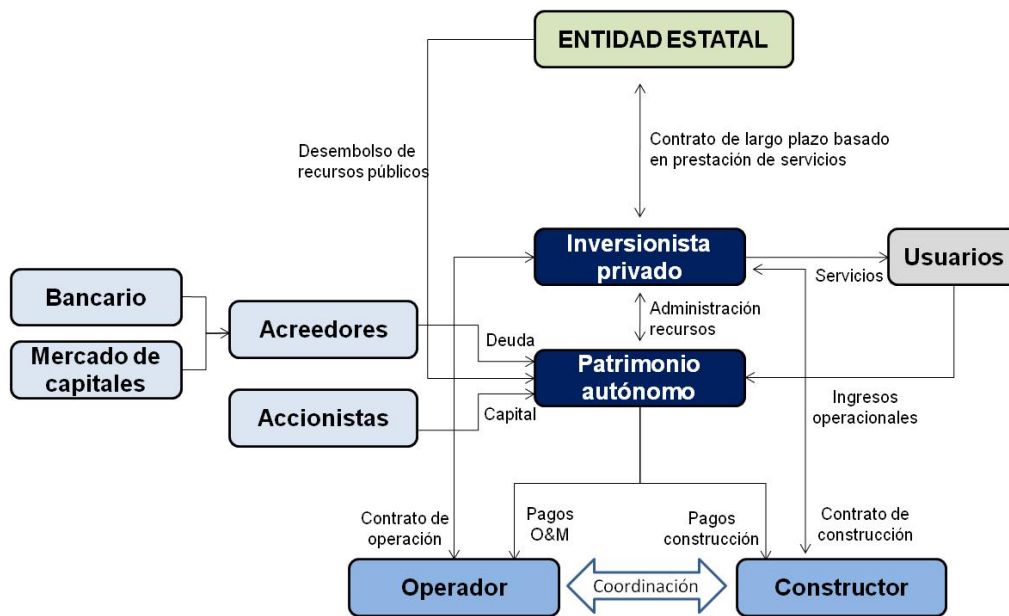 ENTIDAD ESTATAL
Desembolso de
recursos públicos
Contrato de largo plazo basado
en prestación de servicios
Inversionista
privado
Servicios
Usuarios
Bancario
Mercado de
capitales
Acreedores
Accionistas
Deuda
Capital
Administración
recursos
Patrimonio
autónomo
Ingresos
operacionales
Contrato de
operación
Pagos
O&M
Pagos
construcción
Contrato de
construcción
Operador
Coordinación
Constructor